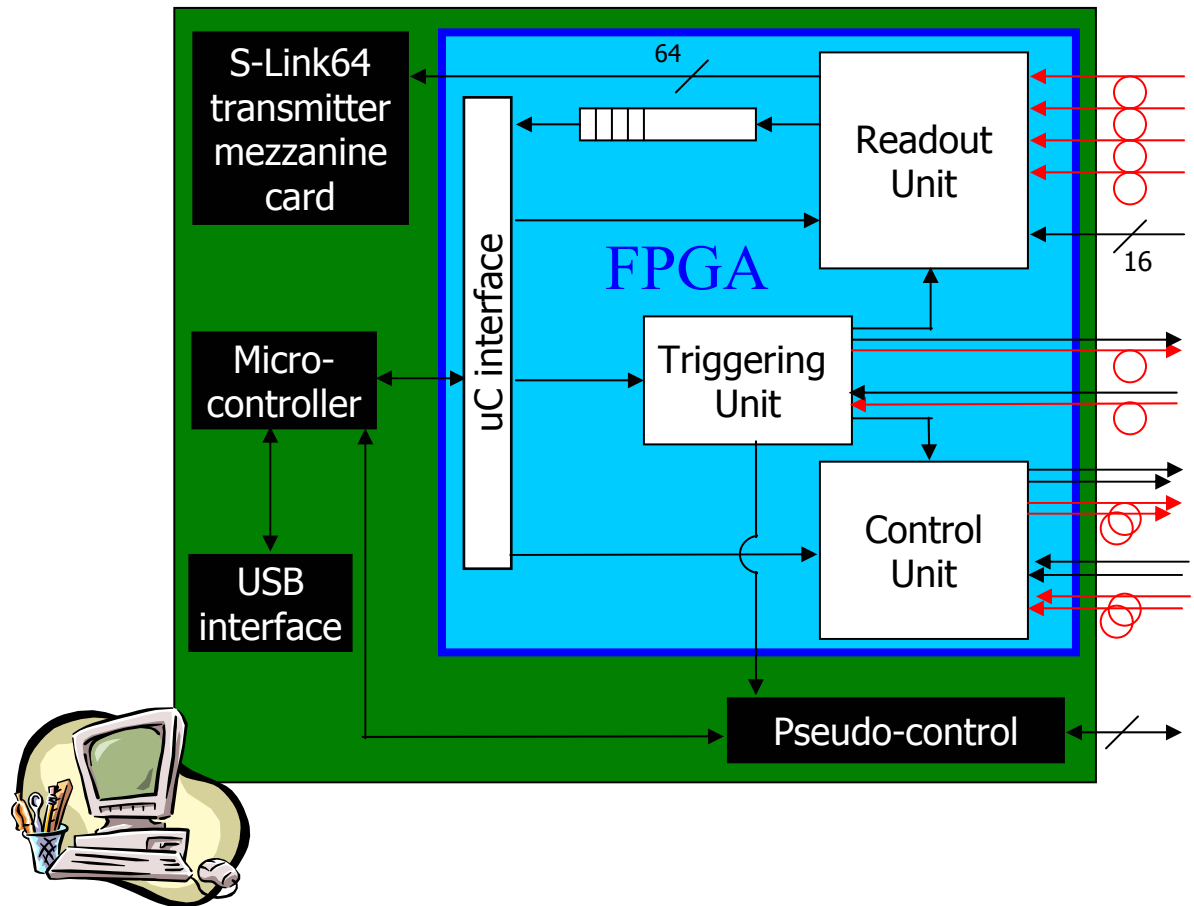 S-Link64
transmitter
mezzanine
card
64
Readout
Unit
16
uC interface
FPGA
Micro-
controller
Triggering
Unit
Control
Unit
USB
interface
Pseudo-control